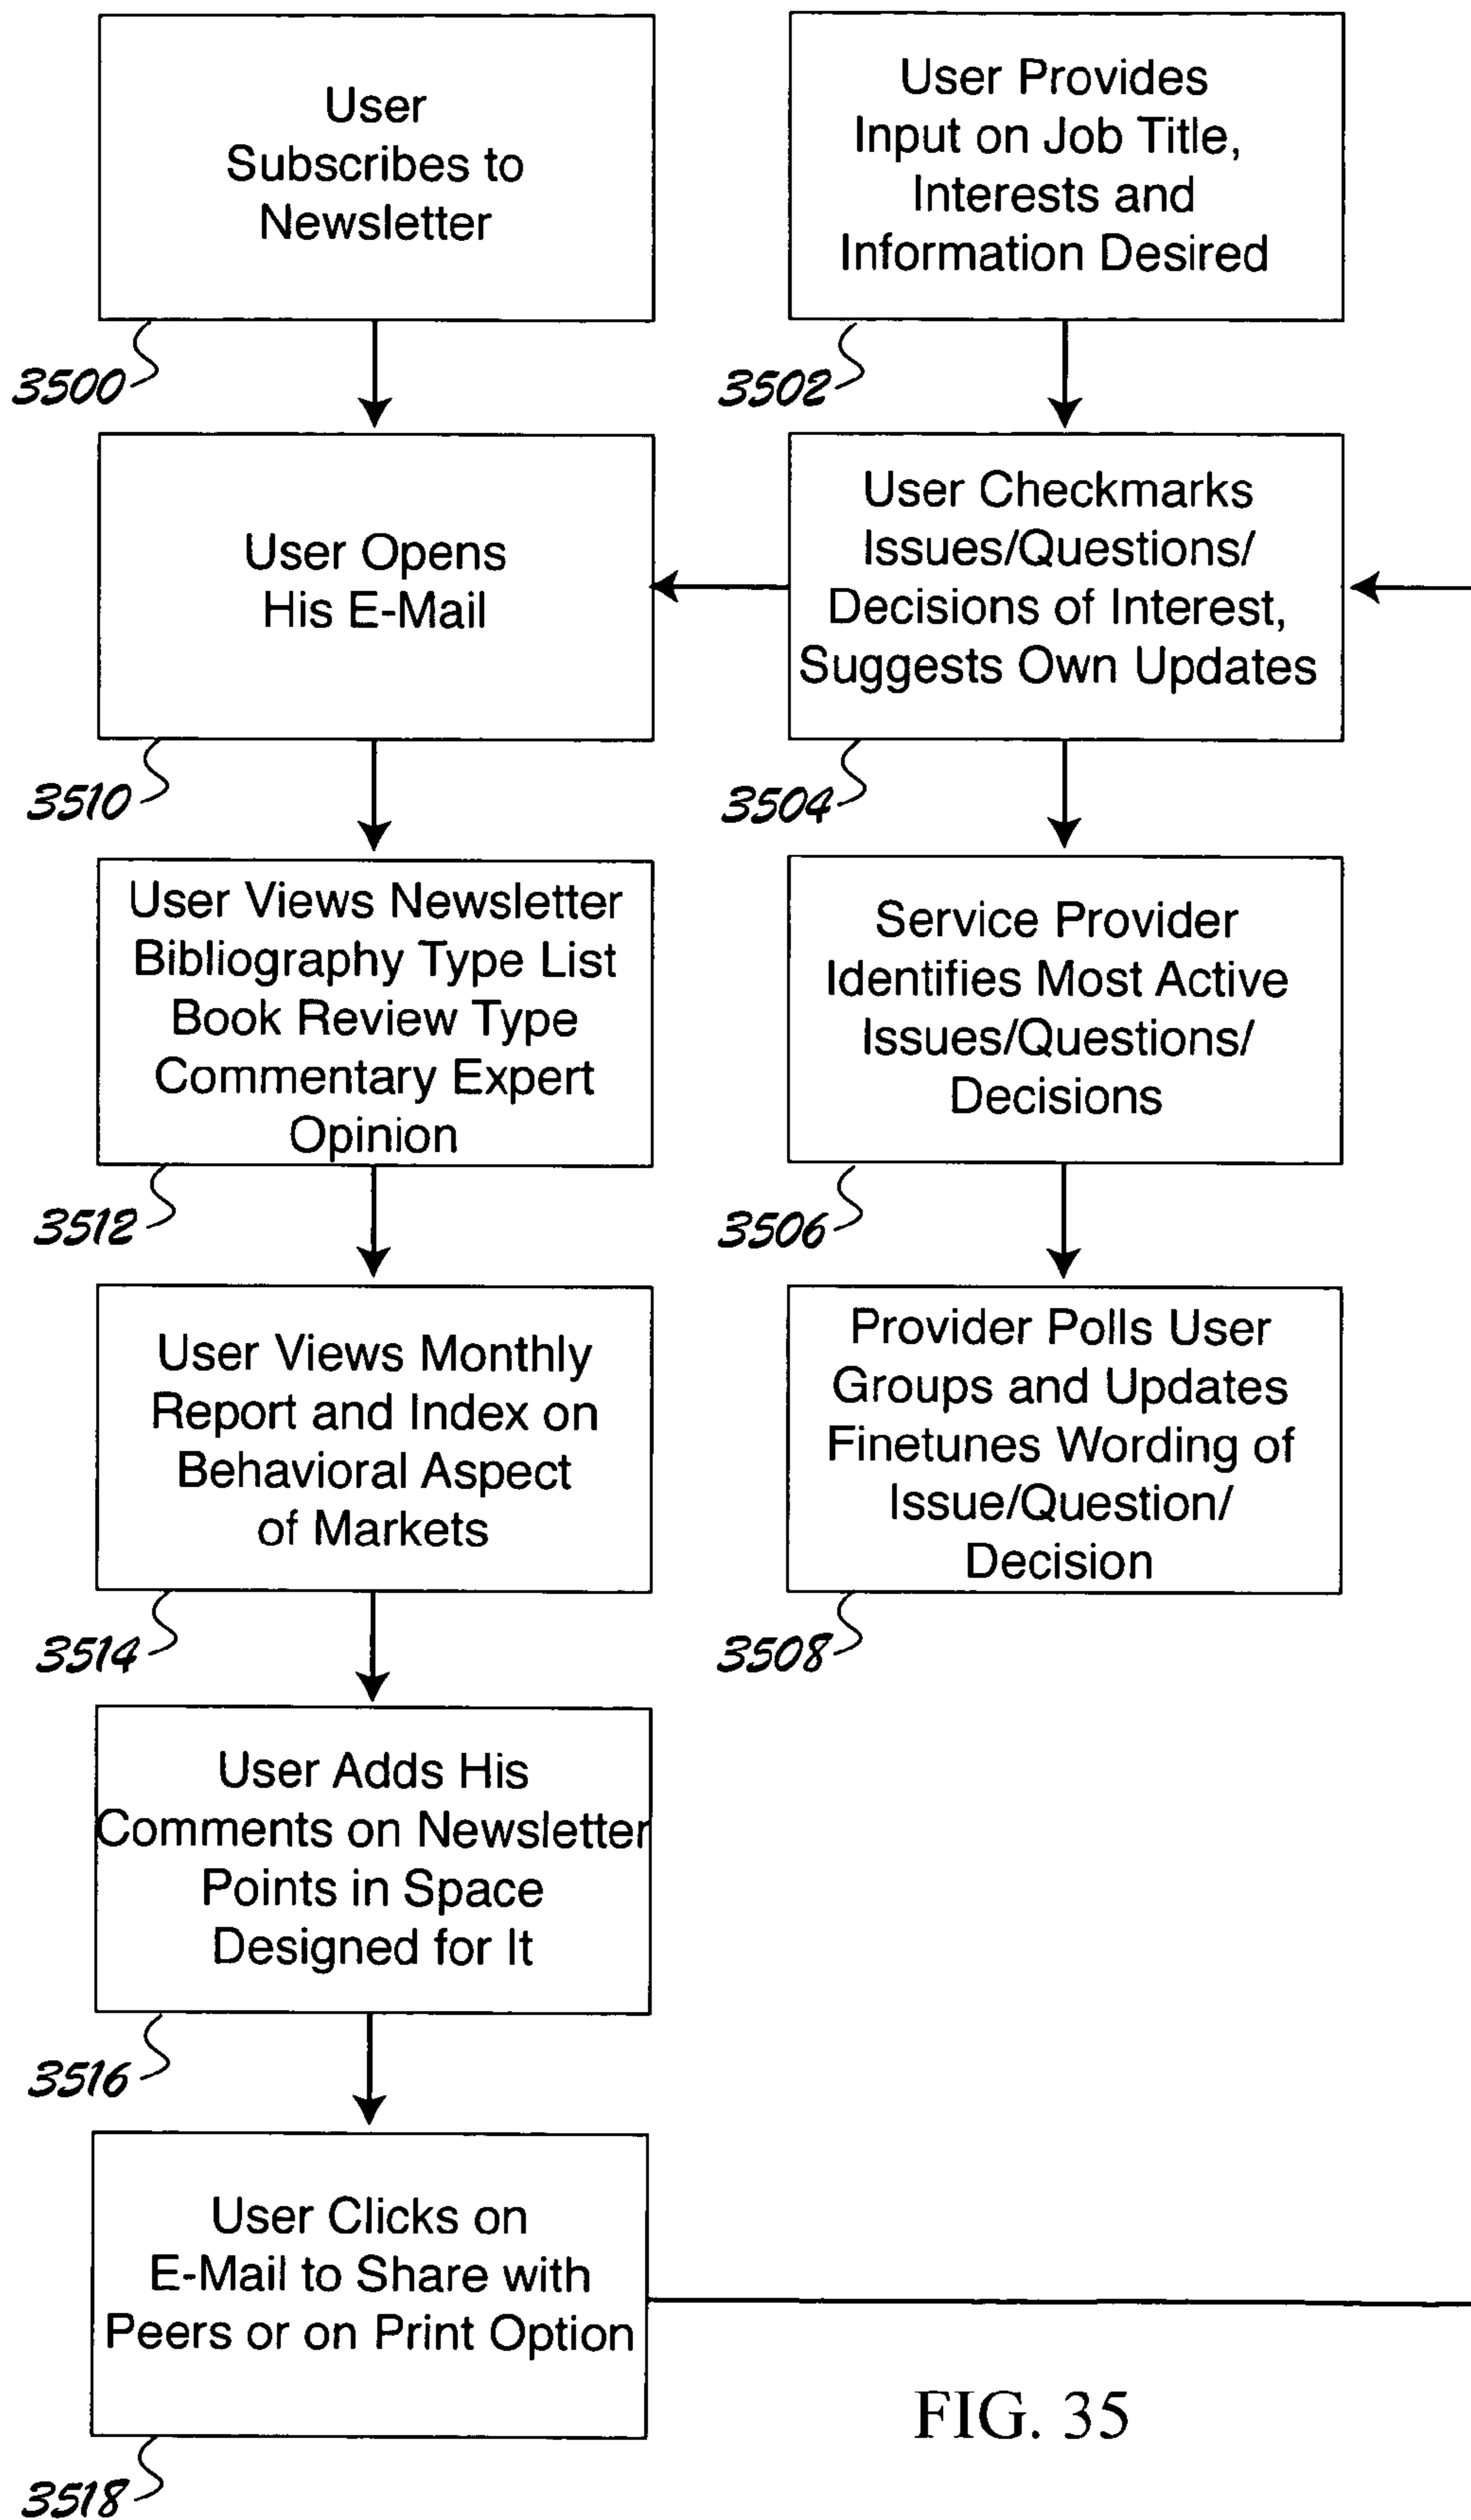 User
Subscribes to
Newsletter
3500
User Provides
Input on Job Title,
Interests and
Information Desired
3502
User Opens
His E-Mail
3510
User Checkmarks
Issues/Questions/
Decisions of Interest,
Suggests Own Updates
3504
User Views Newsletter
Bibliography Type List
Book Review Type
Commentary Expert
Opinion
3512
Service Provider
Identifies Most Active
Issues/Questions/
Decisions
3506
User Views Monthly
Report and Index on
Behavioral Aspect
of Markets
3514
Provider Polls User
Groups and Updates
Finetunes Wording of
Issue/Question/
Decision
3508
User Adds His
Comments on Newsletter
Points in Space
Designed for It
3516
User Clicks on
E-Mail to Share with
Peers or on Print Option
3518
FIG. 35